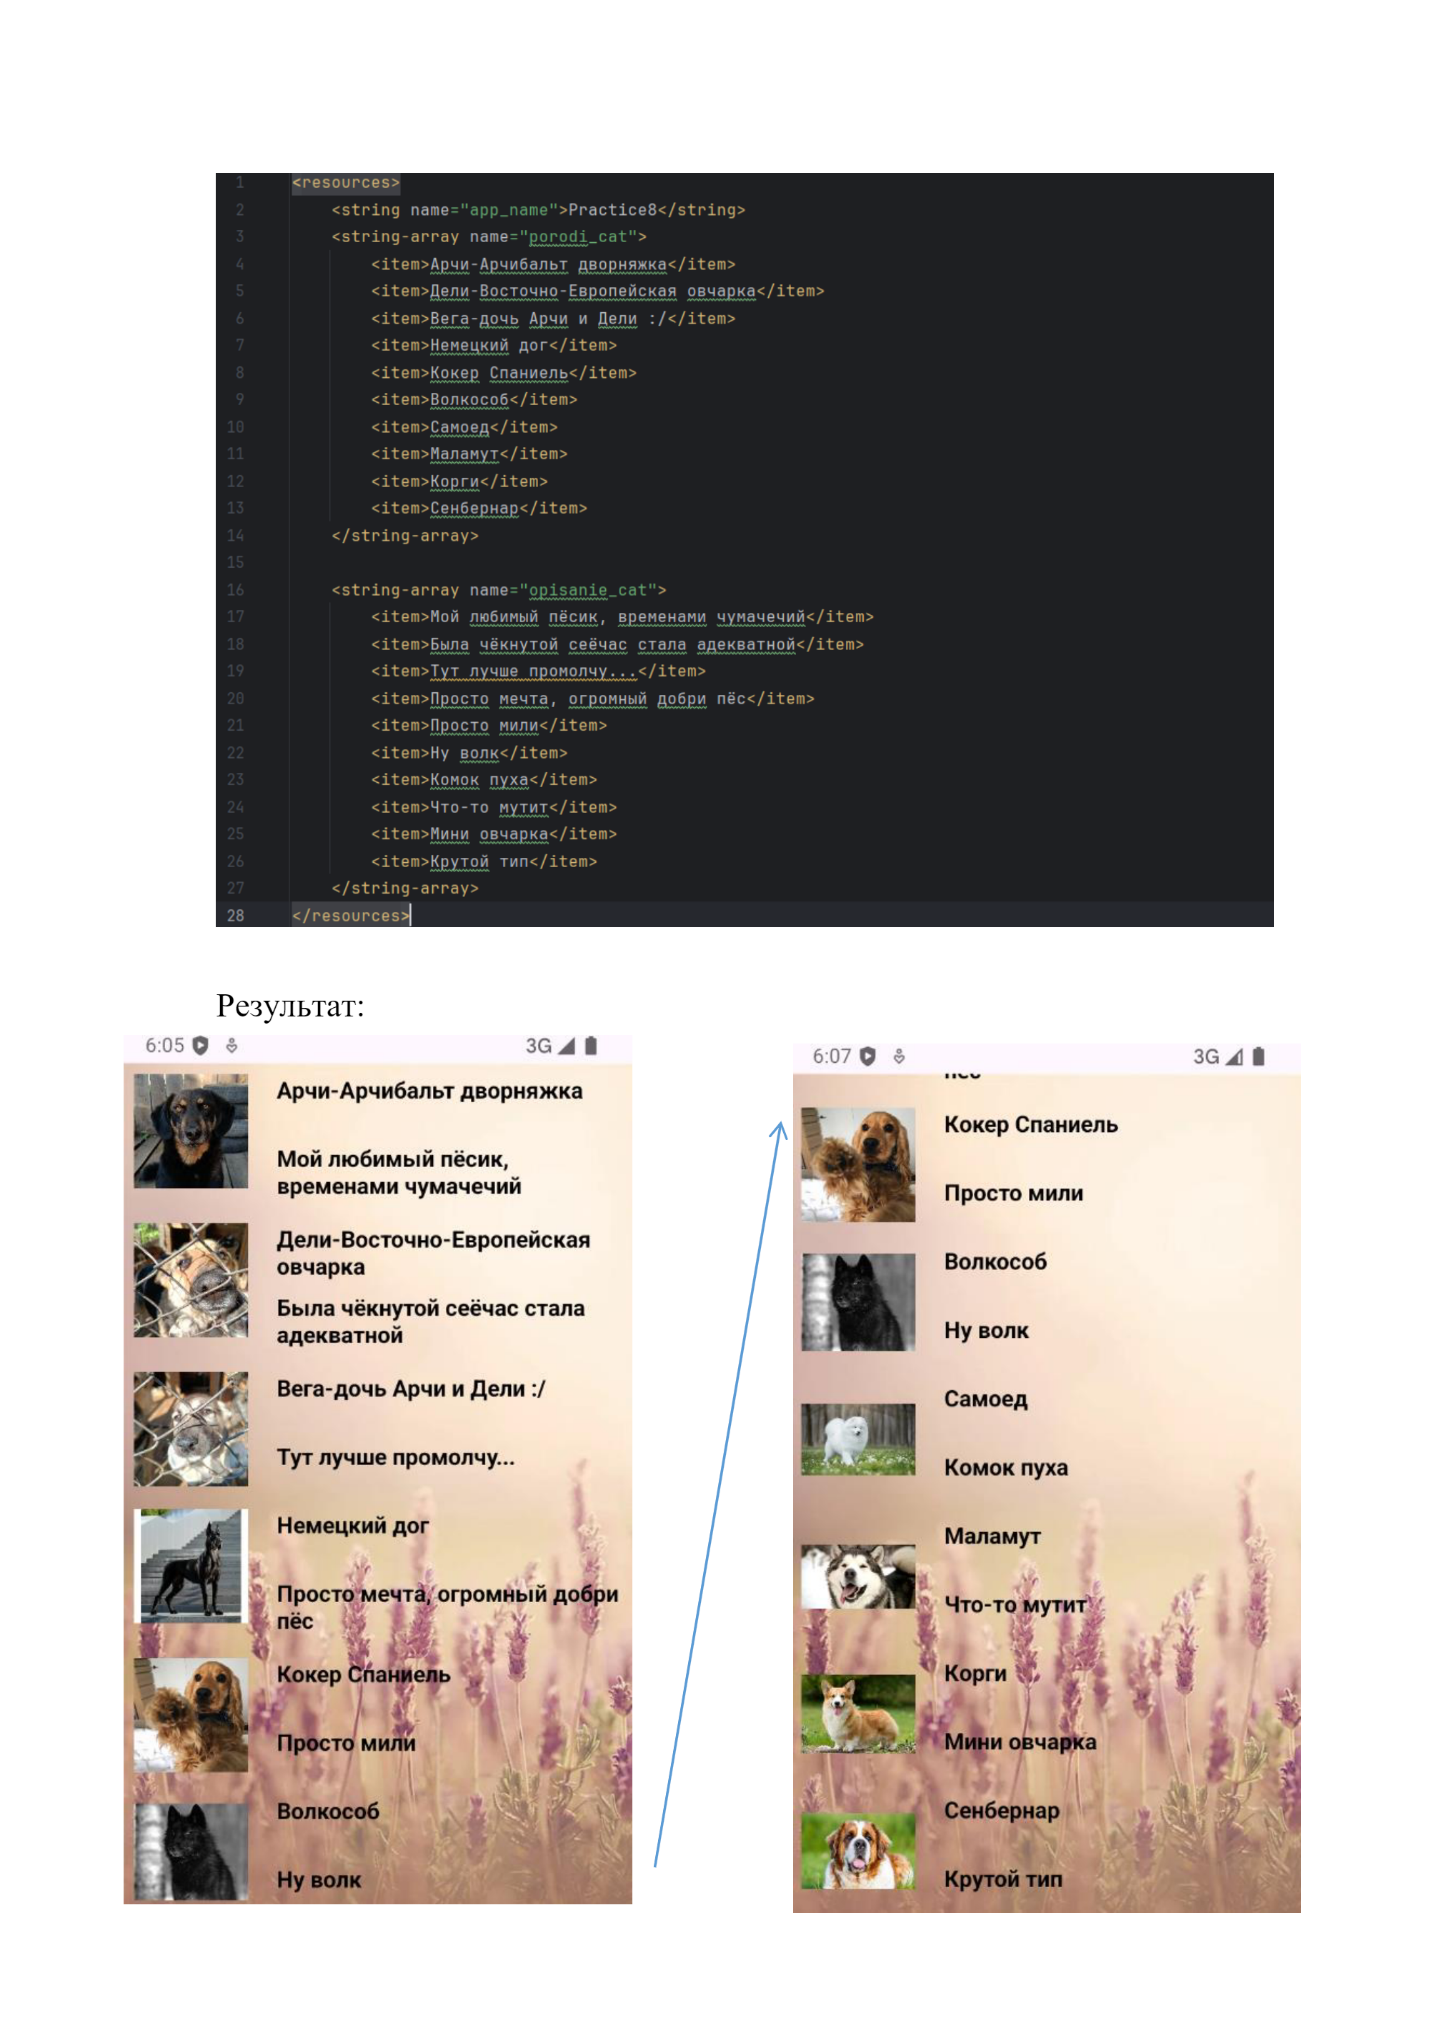 1 <resources>
2 <string name="app_name">Practice8</string>
3 <string-array name="porodi_cat">
4 <item>Арчи-Арчибальт дворняжка</item>
5 <item>Дели-Восточно-Европейская овчарка</item>
6 <item>Вега-дочь Арчи и Дели :/</item>
7 <item>Немецкий дог</item>
8 <item>Кокер Спаниель</item>
9 <item>Волкособ</item>
10 <item>Самоед</item>
11 <item>Маламут</item>
12 <item>Корги</item>
13 <item>Сенбернар</item>
14 </string-array>
15
16 <string-array name="opisanie_cat">
17 <item>Мой любимый пёсик, временами чумачечий</item>
18 <item>Была чёкнутой сеёчас стала адекватной</item>
19 <item>Тут лучше промолчу...</item>
20 <item>Просто мечта, огромный добри пёс</item>
21 <item>Просто мили</item>
22 <item>Ну волк</item>
23 <item>Комок пуха</item>
24 <item>Что-то мутит</item>
25 <item>Мини овчарка</item>
26 <item>Крутой тип</item>
27 </string-array>
28 </resources>
Результат:
6:05 3G
Арчи-Арчибальт дворняжка
Мой любимый пёсик,
временами чумачечий
Дели-Восточно-Европейская
овчарка
Была чёкнутой сеёчас стала
адекватной
Вега-дочь Арчи и Дели :/
Тут лучше промолчу...
Немецкий дог
Просто мечта, огромный добри
пёс
Кокер Спаниель
Просто мили
Волкособ
Ну волк
6:07 3G
пёс
Кокер Спаниель
Просто мили
Волкособ
Ну волк
Самоед
Комок пуха
Маламут
Что-то мутит
Корги
Мини овчарка
Сенбернар
Крутой тип